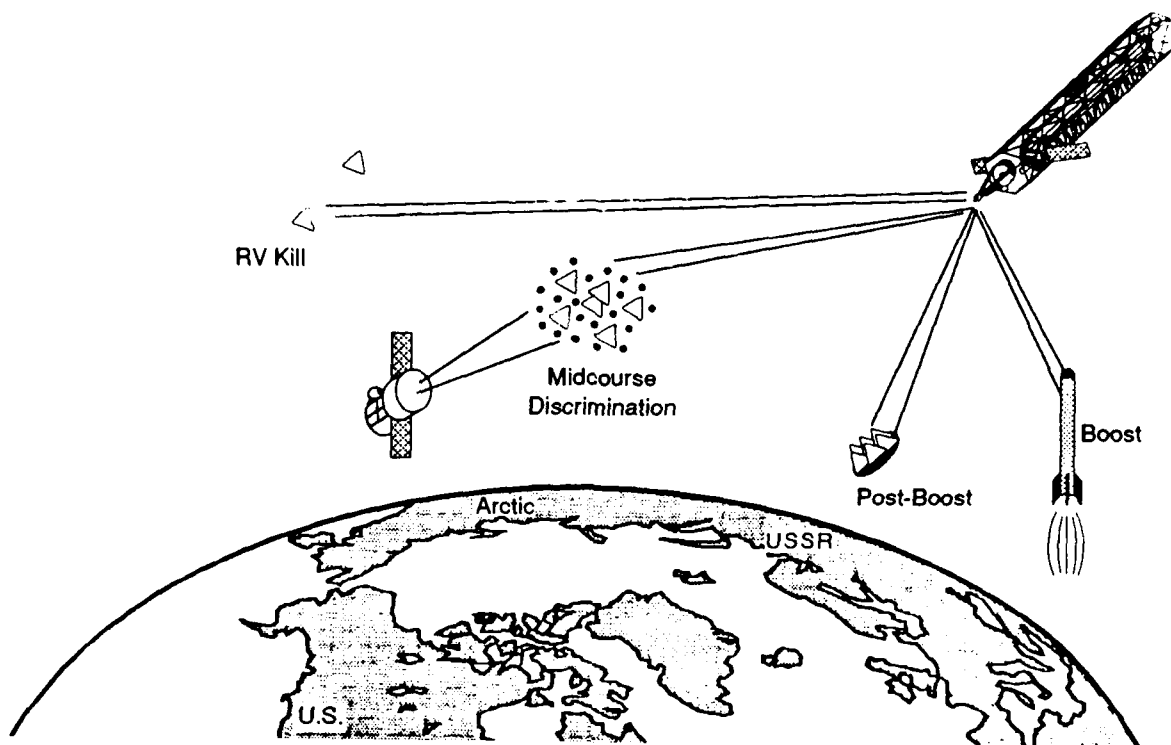 RV Kill
Midcourse
Discrimination
Boost
Post-Boost
Arctic
USSR
U.S.